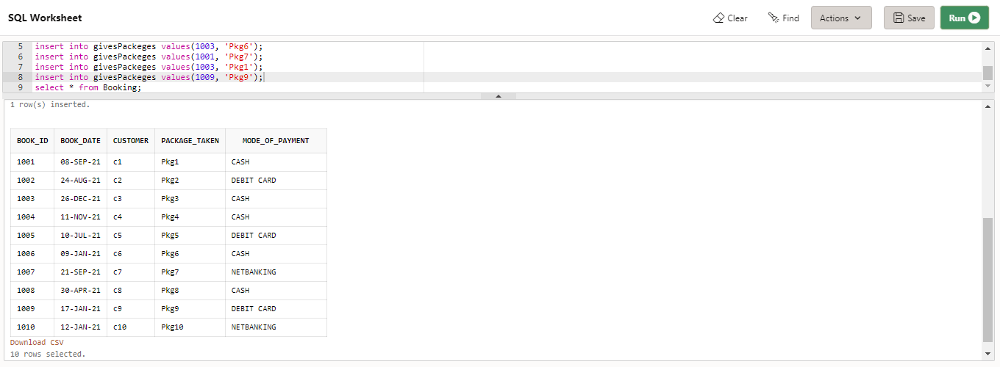 SQL Worksheet Clear Find Actions Save Run
5 insert into givesPackeges values(1003, 'Pkg6');
6 insert into givesPackeges values(1001, 'Pkg7');
7 insert into givesPackeges values(1003, 'Pkg1');
8 insert into givesPackeges values(1009, 'Pkg9');
9 select * from Booking;
1 row(s) inserted.
BOOK_ID BOOK_DATE CUSTOMER PACKAGE_TAKEN MODE_OF_PAYMENT
1001 08-SEP-21 c1 Pkg1 CASH
1002 24-AUG-21 c2 Pkg2 DEBIT CARD
1003 26-DEC-21 c3 Pkg3 CASH
1004 11-NOV-21 c4 Pkg4 CASH
1005 10-JUL-21 c5 Pkg5 DEBIT CARD
1006 09-JAN-21 c6 Pkg6 CASH
1007 21-SEP-21 c7 Pkg7 NETBANKING
1008 30-APR-21 c8 Pkg8 CASH
1009 17-JAN-21 c9 Pkg9 DEBIT CARD
1010 12-JAN-21 c10 Pkg10 NETBANKING
Download CSV
10 rows selected.